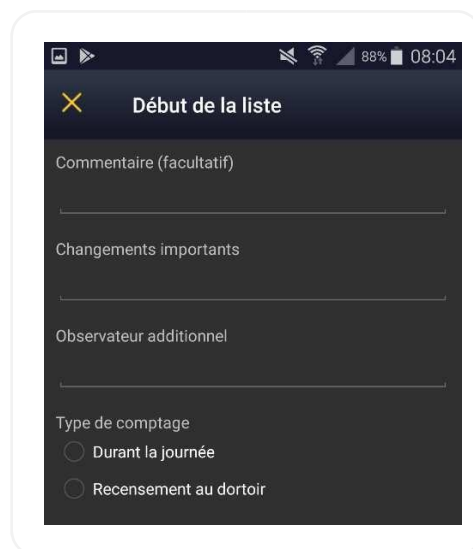 88% 08:04
Début de la liste
Commentaire (facultatif)
Changements importants
Observateur additionnel
Type de comptage
Durant la journée
Recensement au dortoir